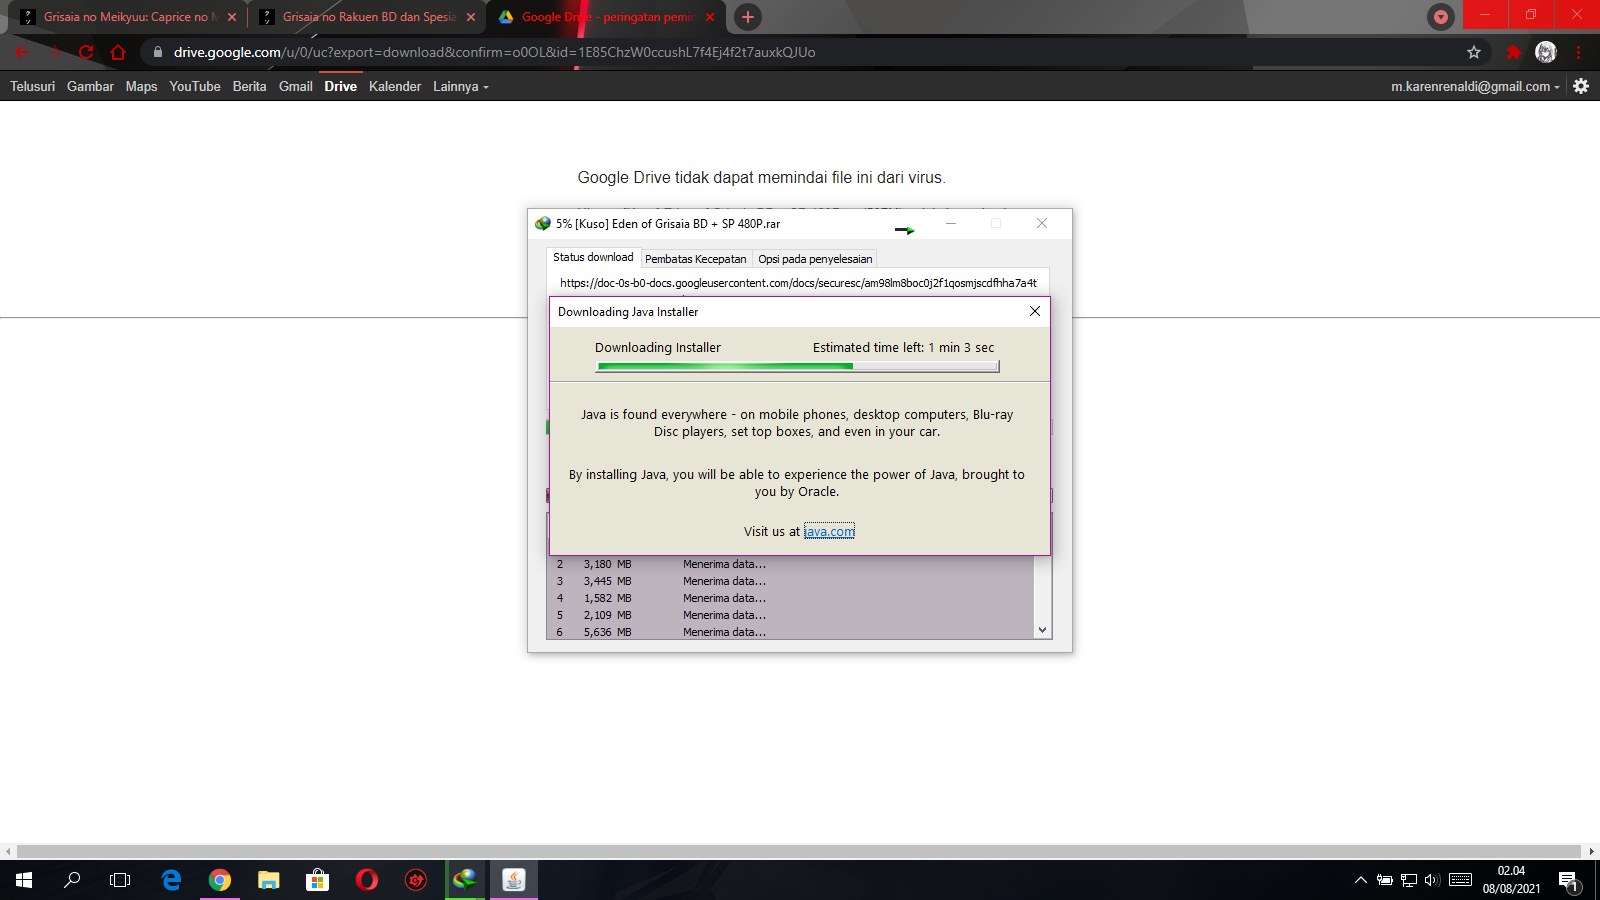 Grisaia no Meikyuu: Caprice no
Grisaia no Rakuen BD dan Spesia
Google Drive - peringatan pemin
drive.google.com/u/0/uc?export=download&confirm=o0OL&id=1E85ChzW0ccushL7f4Ej4f2t7auxkQJUo
Telusuri Gambar Maps YouTube Berita Gmail Drive Kalender Lainnya
m.karenrenaldi@gmail.com
Google Drive tidak dapat memindai file ini dari virus.
5% [Kuso] Eden of Grisaia BD + SP 480P.rar
Status download Pembatas Kecepatan Opsi pada penyelesaian
https://doc-0s-b0-docs.googleusercontent.com/docs/securesc/am98lm8boc0j2f1qosmjscdfhha7a4t
Downloading Java Installer
Downloading Installer Estimated time left: 1 min 3 sec
Java is found everywhere - on mobile phones, desktop computers, Blu-ray
Disc players, set top boxes, and even in your car.
By installing Java, you will be able to experience the power of Java, brought to
you by Oracle.
Visit us at java.com
2 3,180 MB Menerima data...
3 3,445 MB Menerima data...
4 1,582 MB Menerima data...
5 2,109 MB Menerima data...
6 5,636 MB Menerima data...
02.04
08/08/2021
1